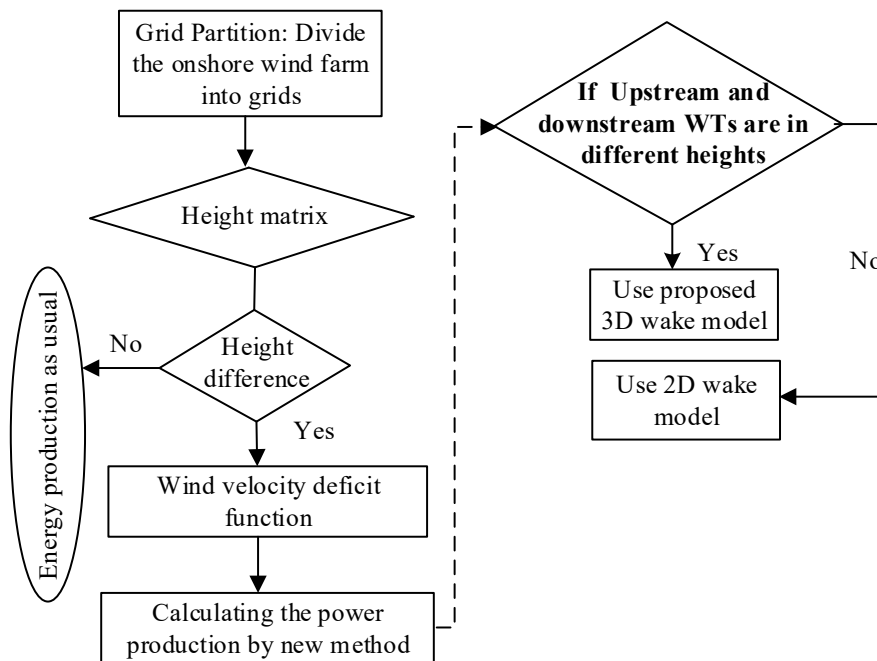 Grid Partition: Divide
the onshore wind farm
into grids
Height matrix
Height
difference
No
Energy production as usual
Yes
Wind velocity deficit
function
Calculating the power
production by new method
If Upstream and
downstream WTs are in
different heights
Yes
No
Use proposed
3D wake model
Use 2D wake
model